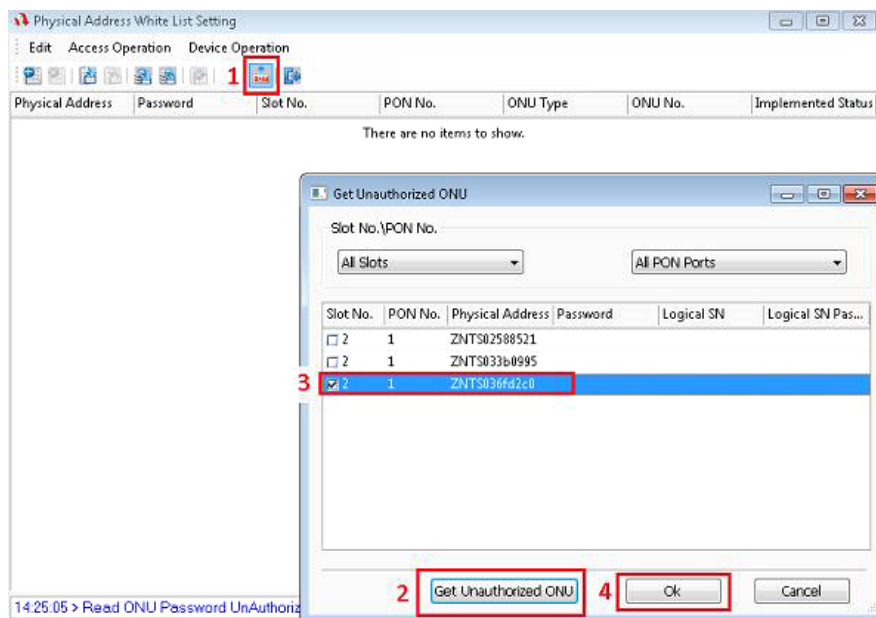 Physical Address White List Setting
Edit Access Operation Device Operation
1
Physical Address Password Slot No. PON No. ONU Type ONU No. Implemented Status
There are no items to show.
Get Unauthorized ONU
Slot No.\PON No.
All Slots All PON Ports
Slot No. PON No. Physical Address Password Logical SN Logical SN Pas...
2 1 ZNTS02588521
2 1 ZNTS033b0995
3 2 1 ZNTS036fd2c0
2 Get Unauthorized ONU 4 Ok Cancel
14:25:05 > Read ONU Password UnAuthoriz